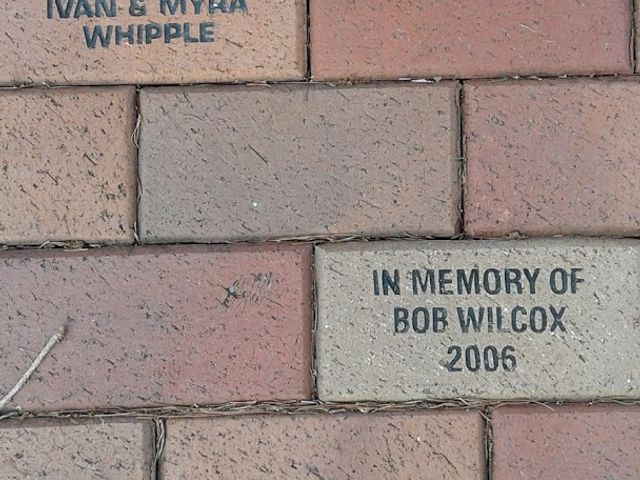 IVAN & MYRA
WHIPPLE
IN MEMORY OF
BOB WILCOX
2006